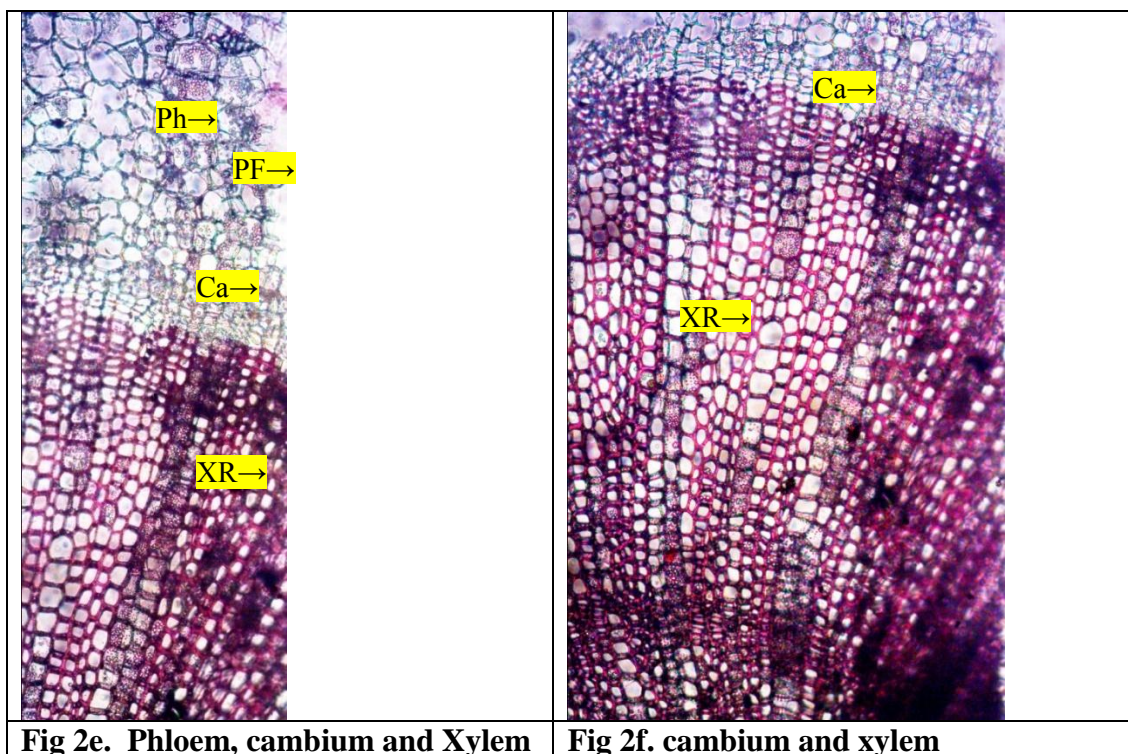 Ph→
PF→
Ca→
XR→
Fig 2e. Phloem, cambium and Xylem
Ca→
XR→
Fig 2f. cambium and xylem